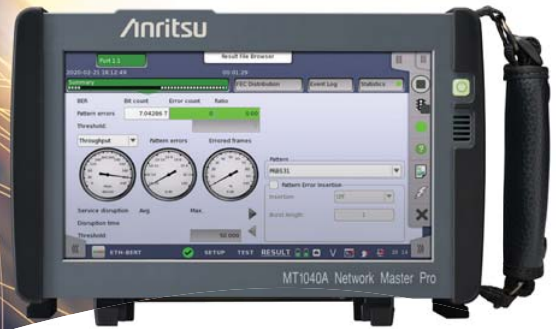 Anritsu
Port 1.1
Result File Browser
2020-02-21 18:12:49
00:01:29
Summary
FEC Distribution
Event Log
Statistics
BER
Bit count
Error count
Ratio
Pattern errors
7.04286 T
0
0.00
Threshold
Throughput
Pattern errors
Errored frames
Pattern
PRBS31
Pattern Error Insertion
Insertion
Off
Burst length
1
Service disruption
Avg.
Max.
Disruption time
Threshold
50 000
ETH-BERT
SETUP
TEST
RESULT
MT1040A Network Master Pro